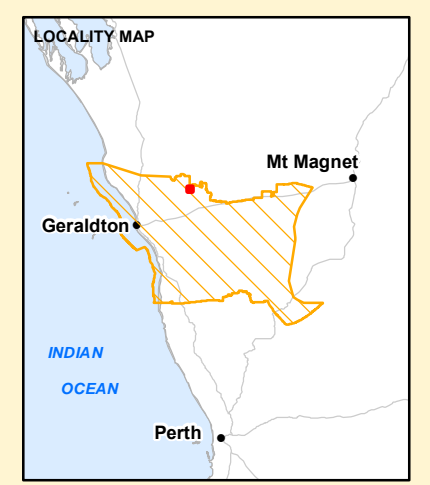 LOCALITY MAP
Mt Magnet
Geraldton
INDIAN
OCEAN
Perth